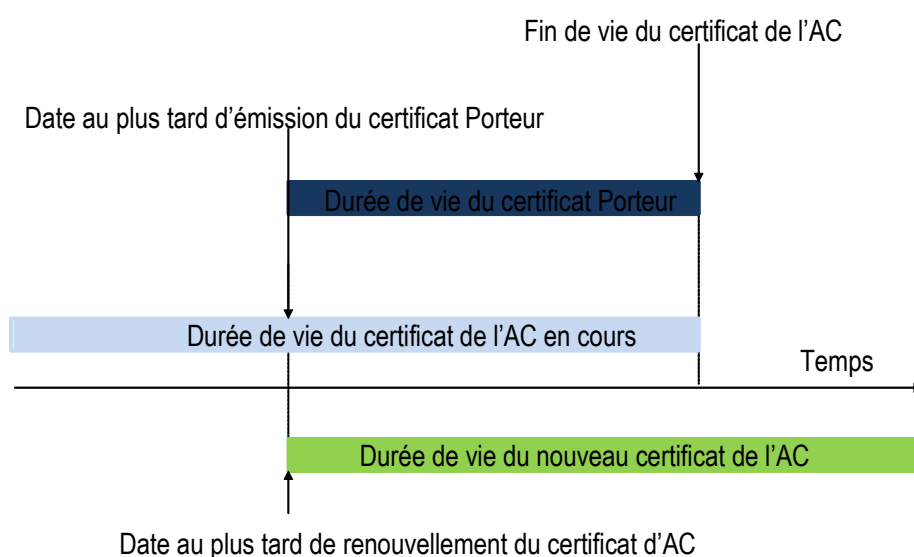 Fin de vie du certificat de l’AC
Date au plus tard d’émission du certificat Porteur
Durée de vie du certificat Porteur
Durée de vie du certificat de l’AC en cours
Temps
Durée de vie du nouveau certificat de l’AC
Date au plus tard de renouvellement du certificat d’AC